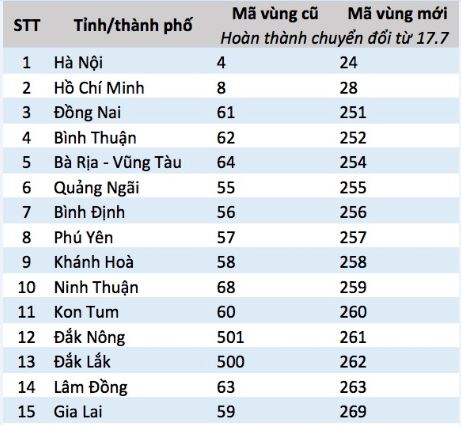 STT Tỉnh/thành phố Mã vùng cũ Mã vùng mới
Hoàn thành chuyển đổi từ 17.7
1 Hà Nội 4 24
2 Hồ Chí Minh 8 28
3 Đồng Nai 61 251
4 Bình Thuận 62 252
5 Bà Rịa - Vũng Tàu 64 254
6 Quảng Ngãi 55 255
7 Bình Định 56 256
8 Phú Yên 57 257
9 Khánh Hoà 58 258
10 Ninh Thuận 68 259
11 Kon Tum 60 260
12 Đắk Nông 501 261
13 Đắk Lắk 500 262
14 Lâm Đồng 63 263
15 Gia Lai 59 269